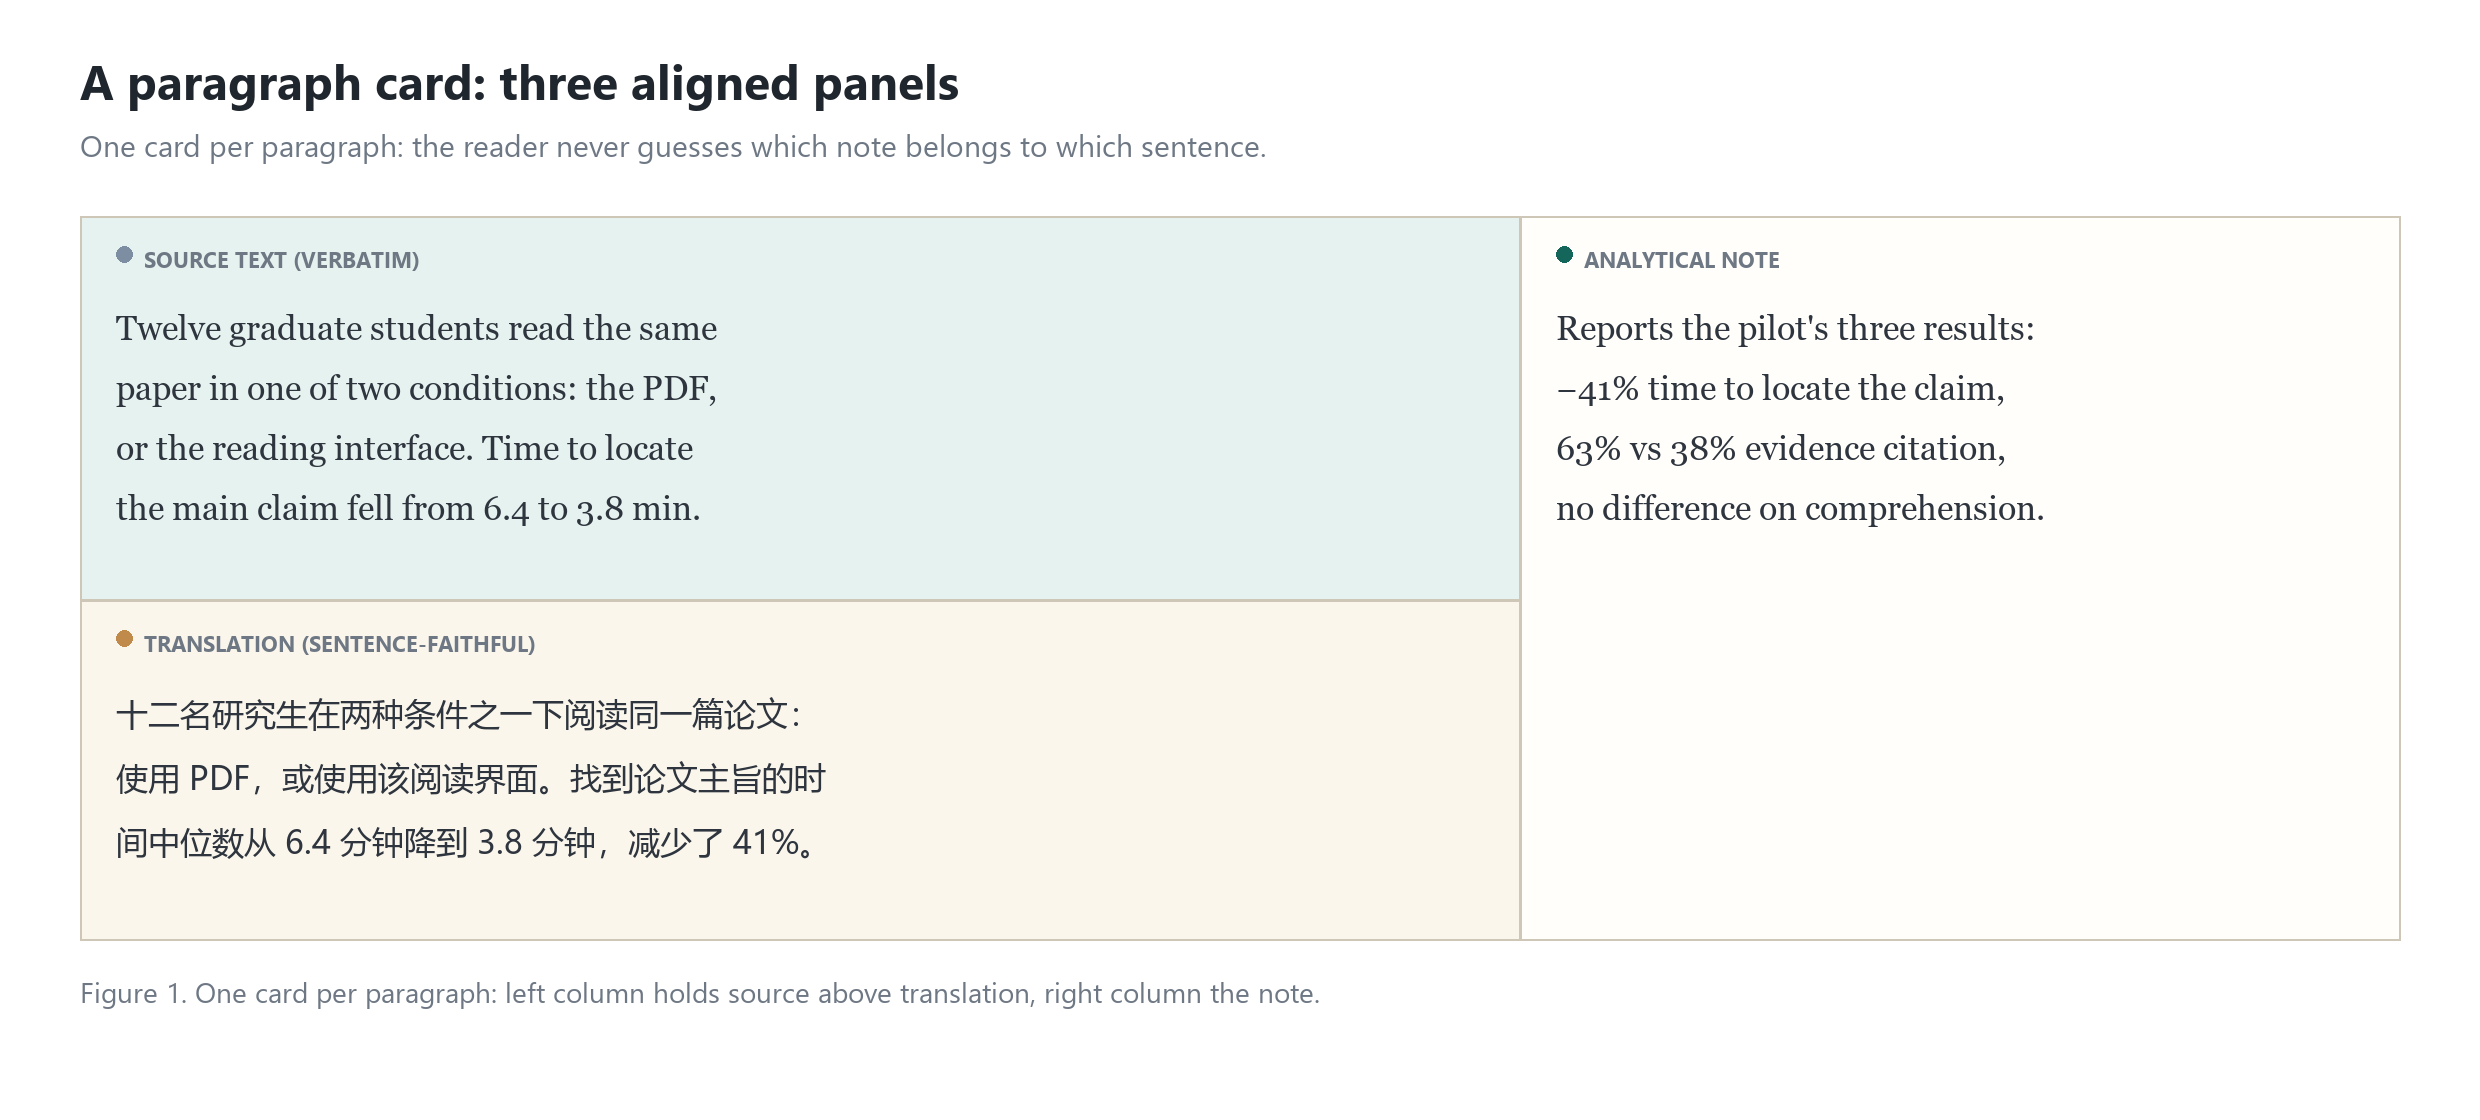 A paragraph card: three aligned panels
One card per paragraph: the reader never guesses which note belongs to which sentence.
SOURCE TEXT (VERBATIM)
Twelve graduate students read the same
paper in one of two conditions: the PDF,
or the reading interface. Time to locate
the main claim fell from 6.4 to 3.8 min.
TRANSLATION (SENTENCE-FAITHFUL)
十二名研究生在两种条件之一下阅读同一篇论文：
使用 PDF，或使用该阅读界面。找到论文主旨的时
间中位数从 6.4 分钟降到 3.8 分钟，减少了 41%。
ANALYTICAL NOTE
Reports the pilot's three results:
−41% time to locate the claim,
63% vs 38% evidence citation,
no difference on comprehension.
Figure 1. One card per paragraph: left column holds source above translation, right column the note.